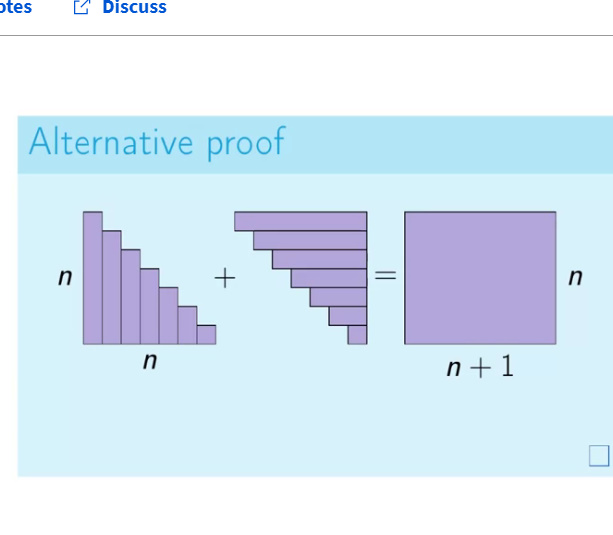 otes Discuss
Alternative proof
n + = n
n n + 1